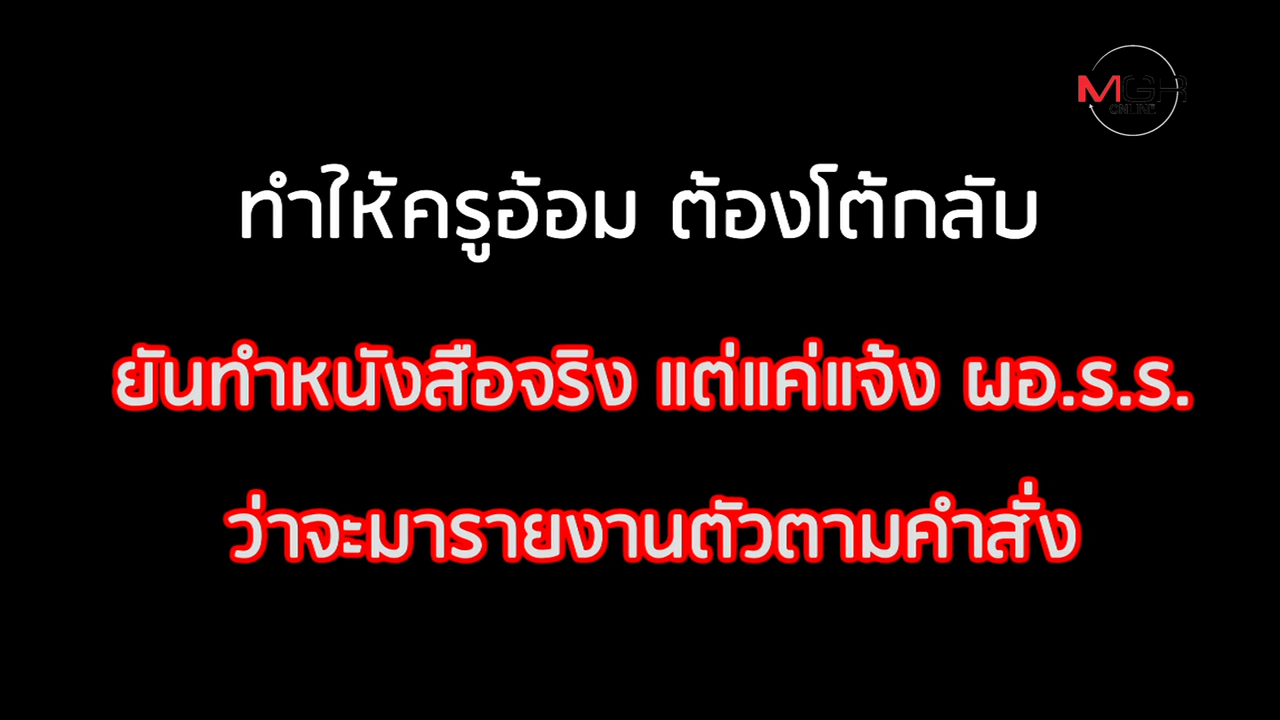 MGR
ONLINE
ทำให้ครูอ้อม ต้องโต้กลับ
ยันทำหนังสือจริง แต่แค่แจ้ง ผอ.ร.ร.
ว่าจะมารายงานตัวตามคำสั่ง